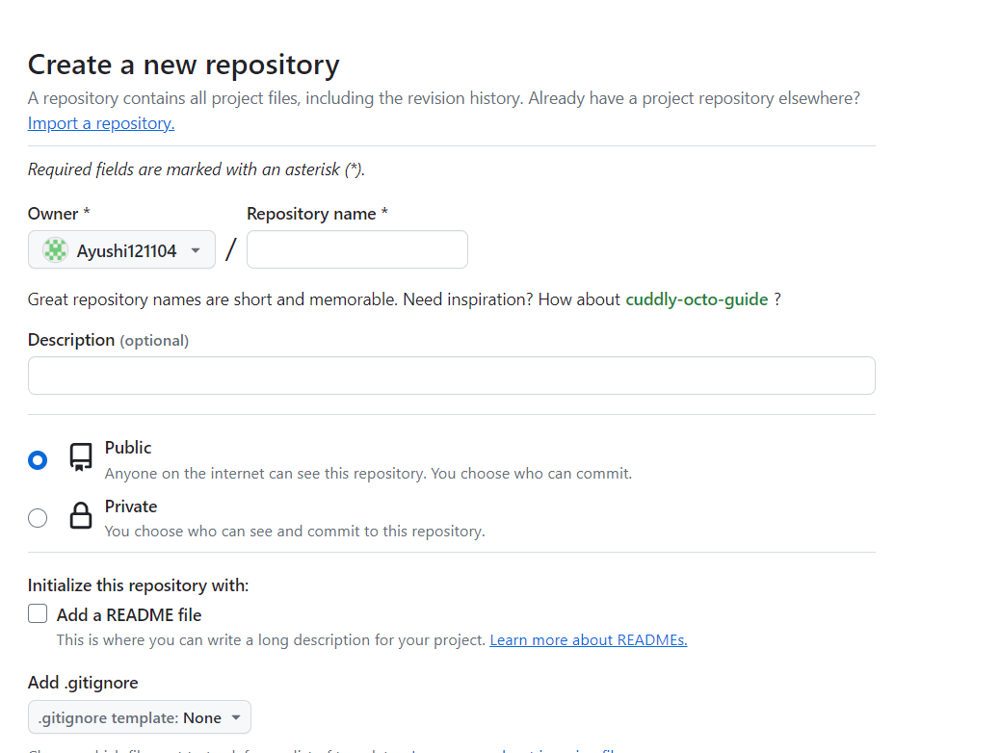 Create a new repository
A repository contains all project files, including the revision history. Already have a project repository elsewhere?
Import a repository.
Required fields are marked with an asterisk (*).
Owner * Repository name *
Ayushi121104 /
Great repository names are short and memorable. Need inspiration? How about cuddly-octo-guide ?
Description (optional)
Public
Anyone on the internet can see this repository. You choose who can commit.
Private
You choose who can see and commit to this repository.
Initialize this repository with:
Add a README file
This is where you can write a long description for your project. Learn more about READMEs.
Add .gitignore
.gitignore template: None